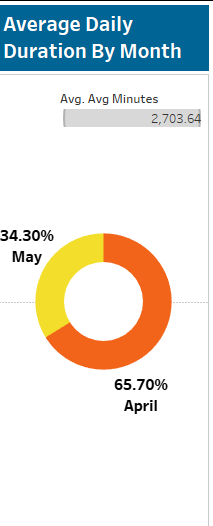 Average Daily
Duration By Month
Avg. Avg Minutes
2,703.64
34.30%
May
65.70%
April